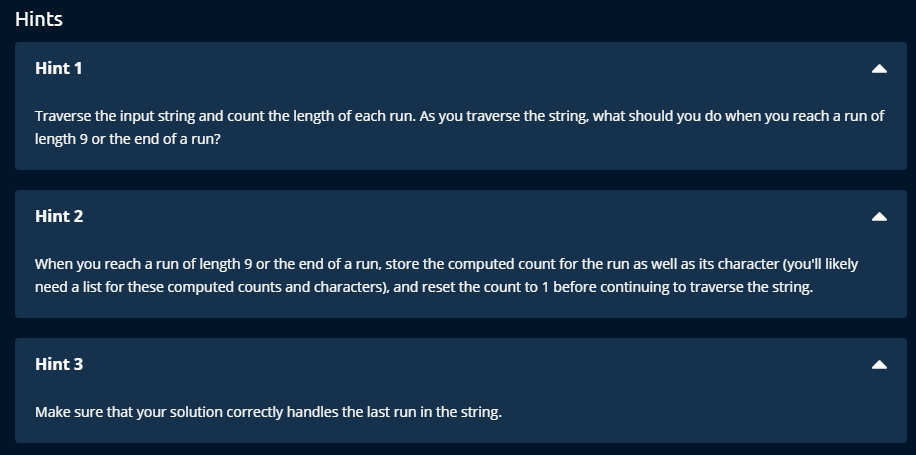 Hints
Hint 1
Traverse the input string and count the length of each run. As you traverse the string, what should you do when you reach a run of
length 9 or the end of a run?
Hint 2
When you reach a run of length 9 or the end of a run, store the computed count for the run as well as its character (you'll likely
need a list for these computed counts and characters), and reset the count to 1 before continuing to traverse the string.
Hint 3
Make sure that your solution correctly handles the last run in the string.